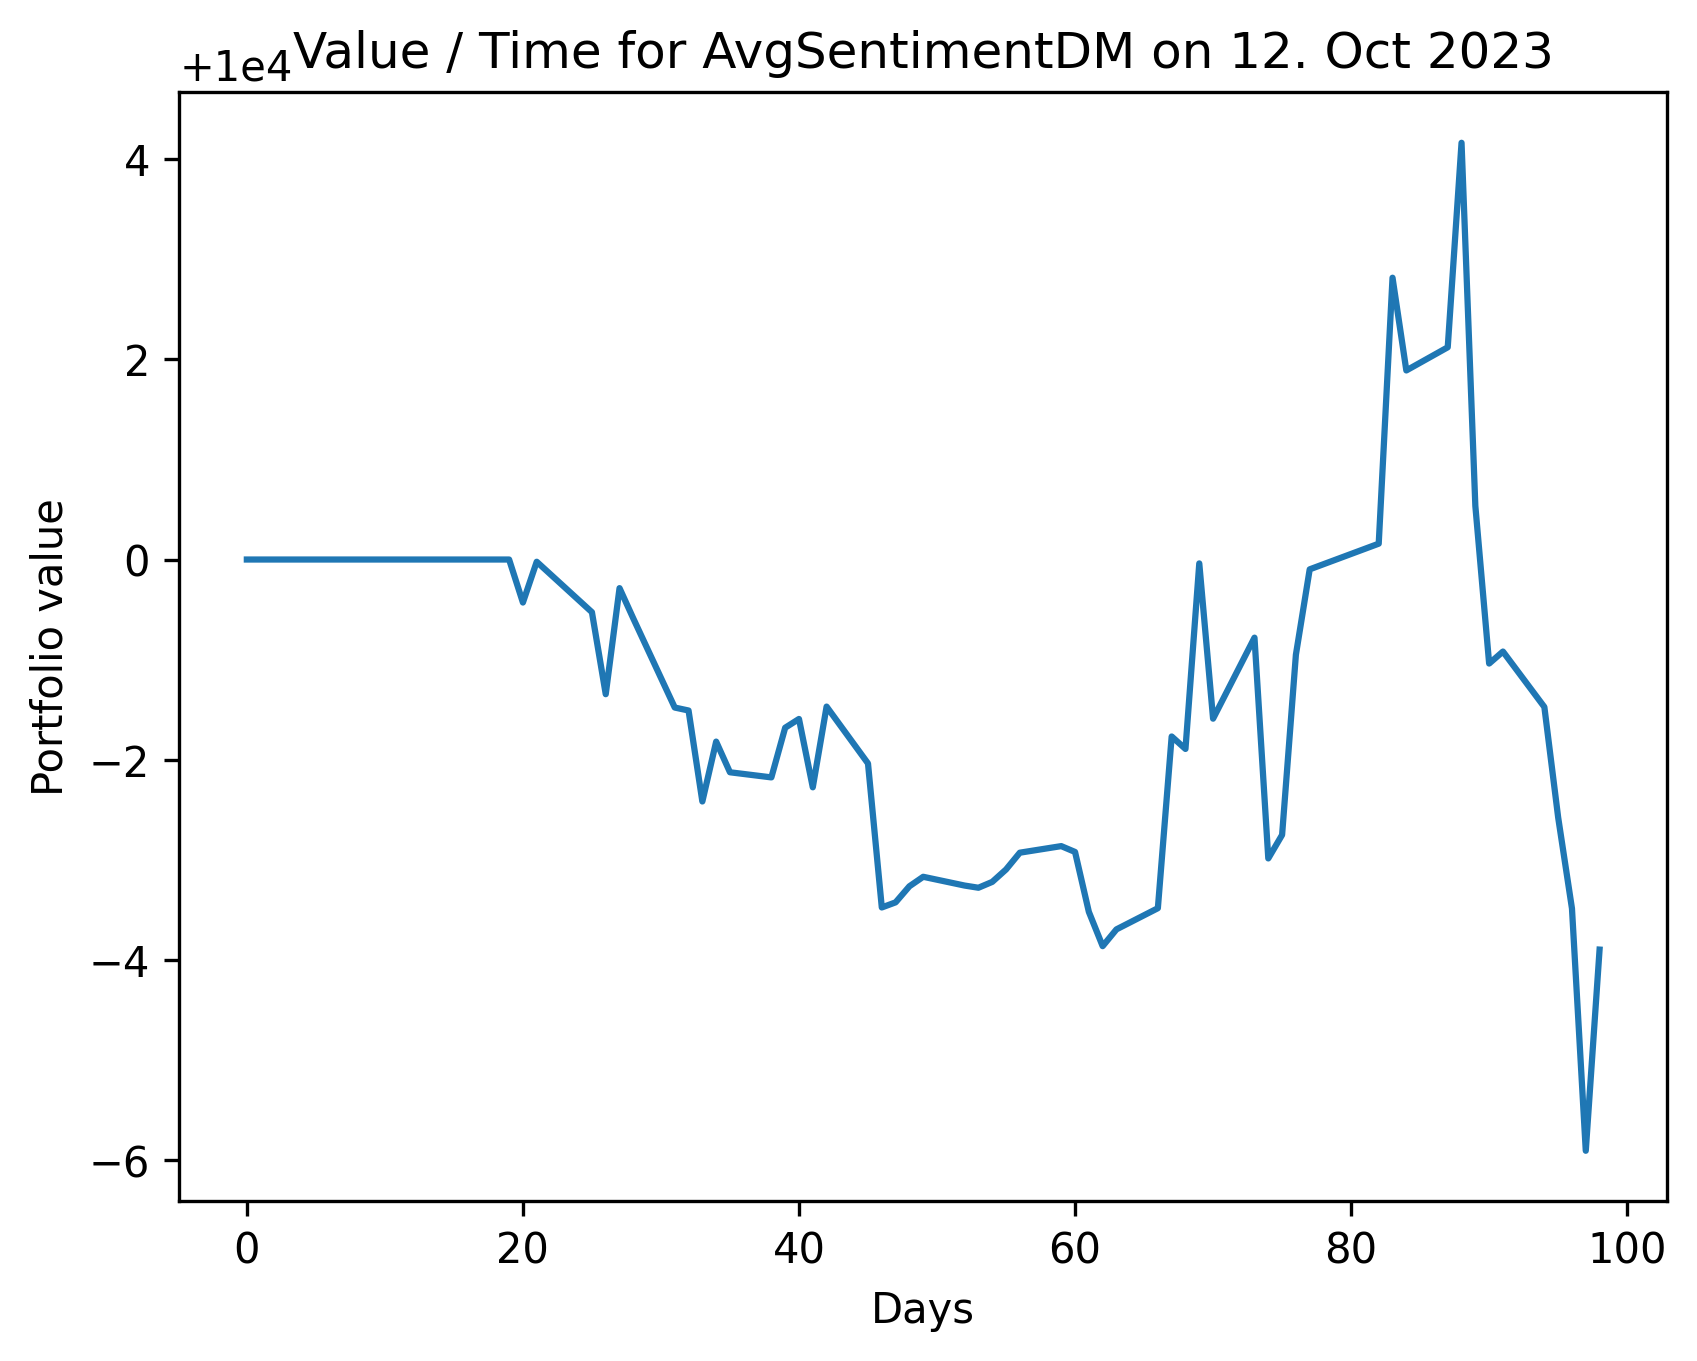 Value / Time for AvgSentimentDM on 12. Oct 2023
+1e4
4
2
0
−2
−4
−6
Portfolio value
0 20 40 60 80 100
Days